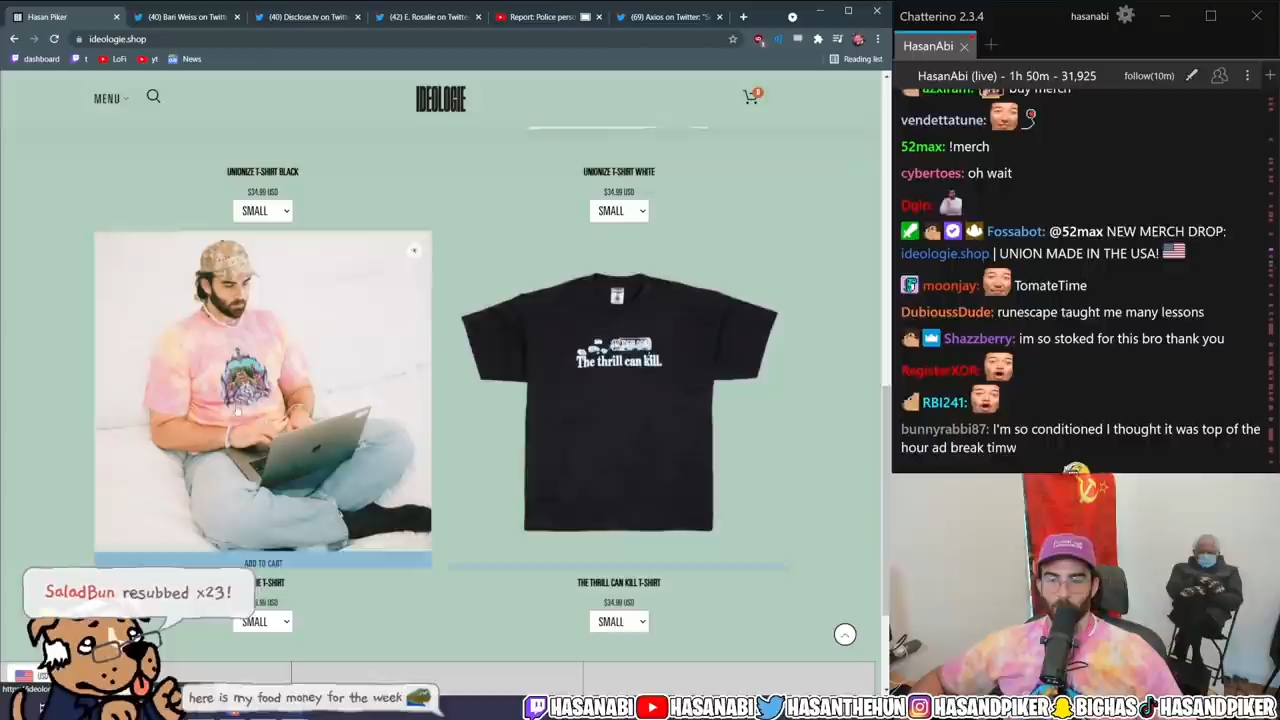 Hasan Piker
(40) Bari Weiss on Twitter
(40) Disclose.tv on Twitter
(42) E. Rosalie on Twitter
Report: Police perso
(69) Axios on Twitter: "S
ideologie.shop
dashboard
t
LoFi
yt
News
Reading list
MENU
IDEOLOGIE
UNIONIZE T-SHIRT BLACK
$34.99 USD
SMALL
UNIONIZE T-SHIRT WHITE
$34.99 USD
SMALL
The thrill can kill.
ADD TO CART
T-SHIRT
SMALL
THE THRILL CAN KILL T-SHIRT
$34.99 USD
SMALL
SaladBun resubbed x23!
here is my food money for the week
Chatterino 2.3.4
hasanabi
HasanAbi
HasanAbi (live) - 1h 50m - 31,925
follow(10m)
buy merch
vendettatune:
52max: !merch
cybertoes: oh wait
Dgin:
Fossabot: @52max NEW MERCH DROP:
ideologie.shop | UNION MADE IN THE USA!
moonjay: TomateTime
DubioussDude: runescape taught me many lessons
Shazzberry: im so stoked for this bro thank you
RegisterXOR:
RBI241:
bunnyrabbi87: I'm so conditioned I thought it was top of the
hour ad break timw
HASANABI
HASANABI
HASANTHEHUN
HASANDPIKER
BIGHAS
HASANDPIKER